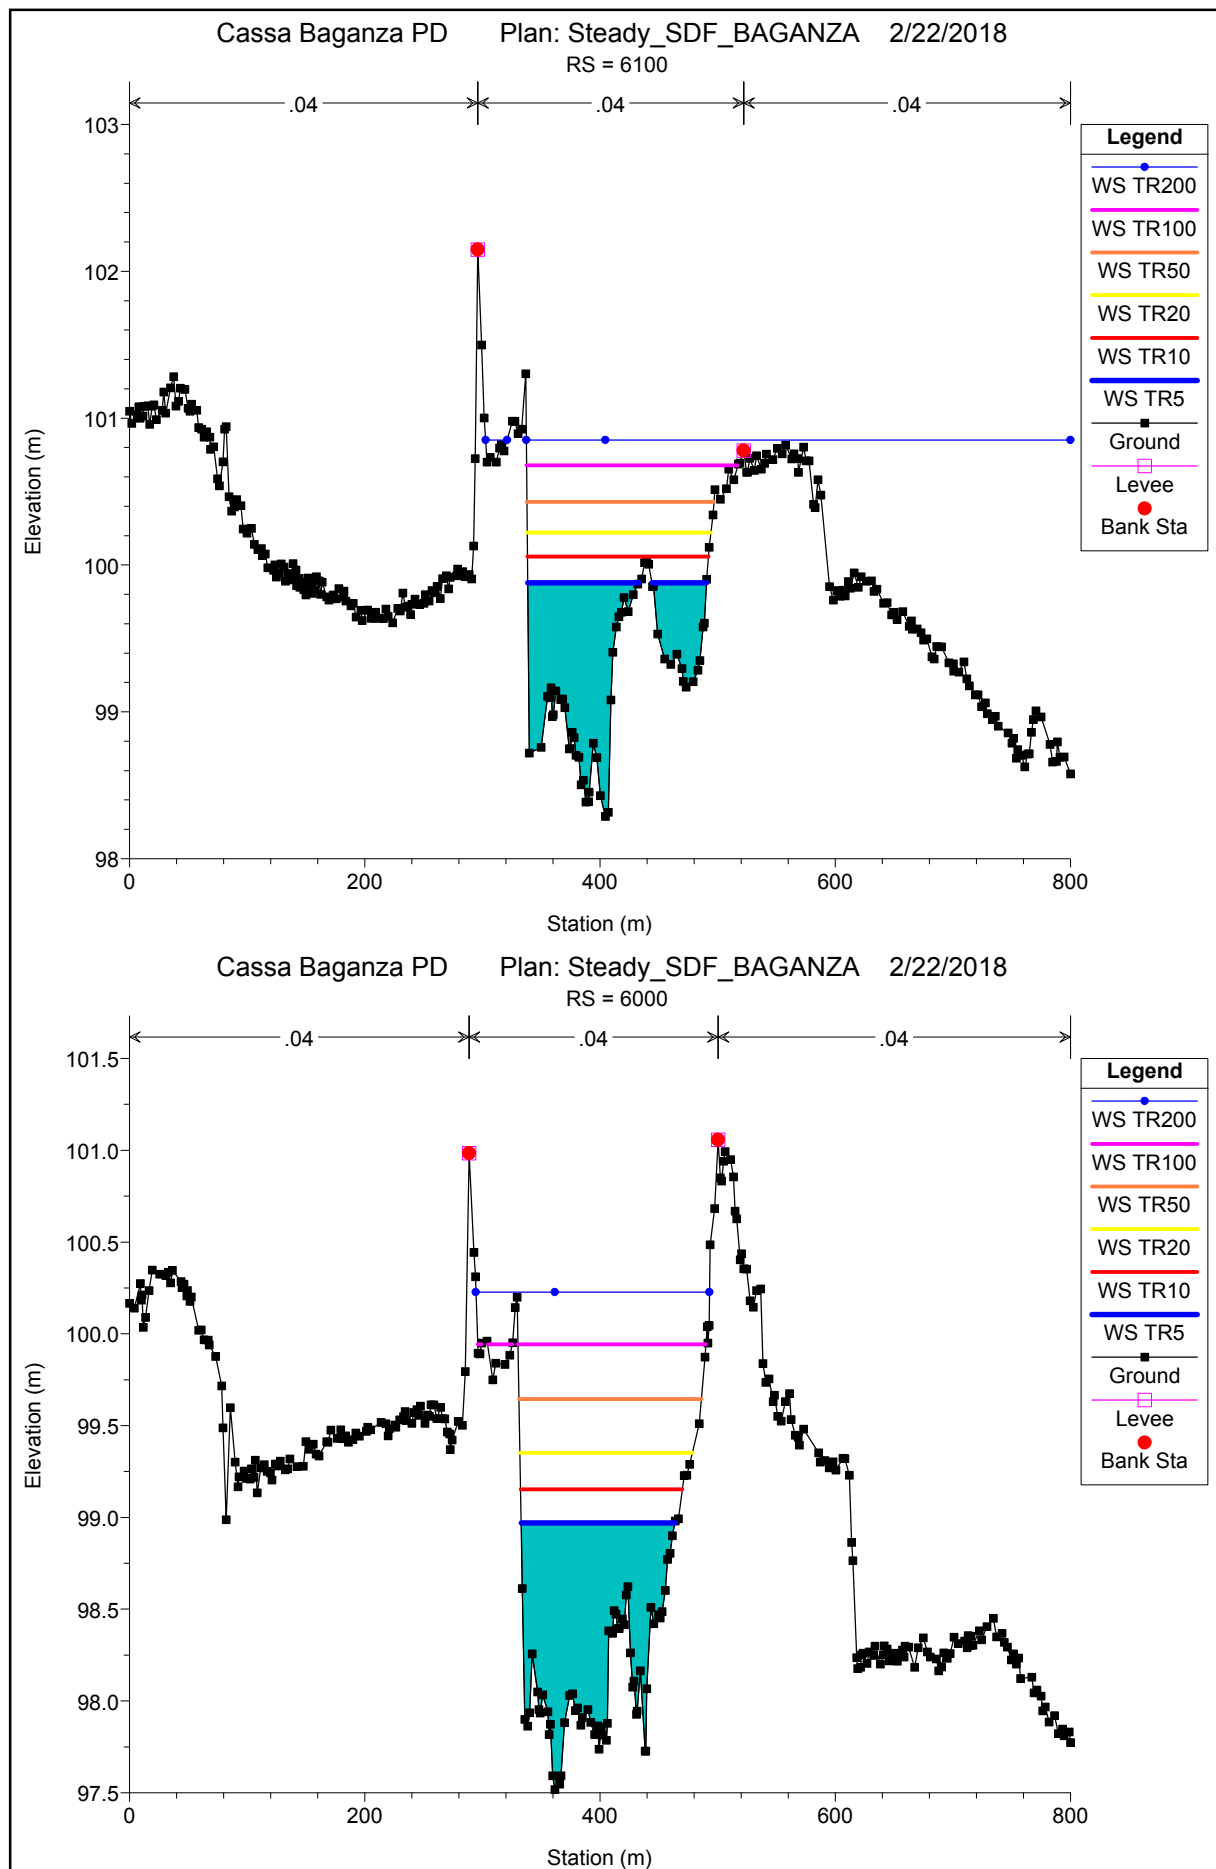 Cassa Baganza PD Plan: Steady_SDF_BAGANZA 2/22/2018
RS = 6100
.04 .04 .04
103
102
101
100
99
98
Elevation (m)
0 200 400 600 800
Station (m)
Legend
WS TR200
WS TR100
WS TR50
WS TR20
WS TR10
WS TR5
Ground
Levee
Bank Sta
Cassa Baganza PD Plan: Steady_SDF_BAGANZA 2/22/2018
RS = 6000
.04 .04 .04
101.5
101.0
100.5
100.0
99.5
99.0
98.5
98.0
97.5
Elevation (m)
0 200 400 600 800
Station (m)
Legend
WS TR200
WS TR100
WS TR50
WS TR20
WS TR10
WS TR5
Ground
Levee
Bank Sta